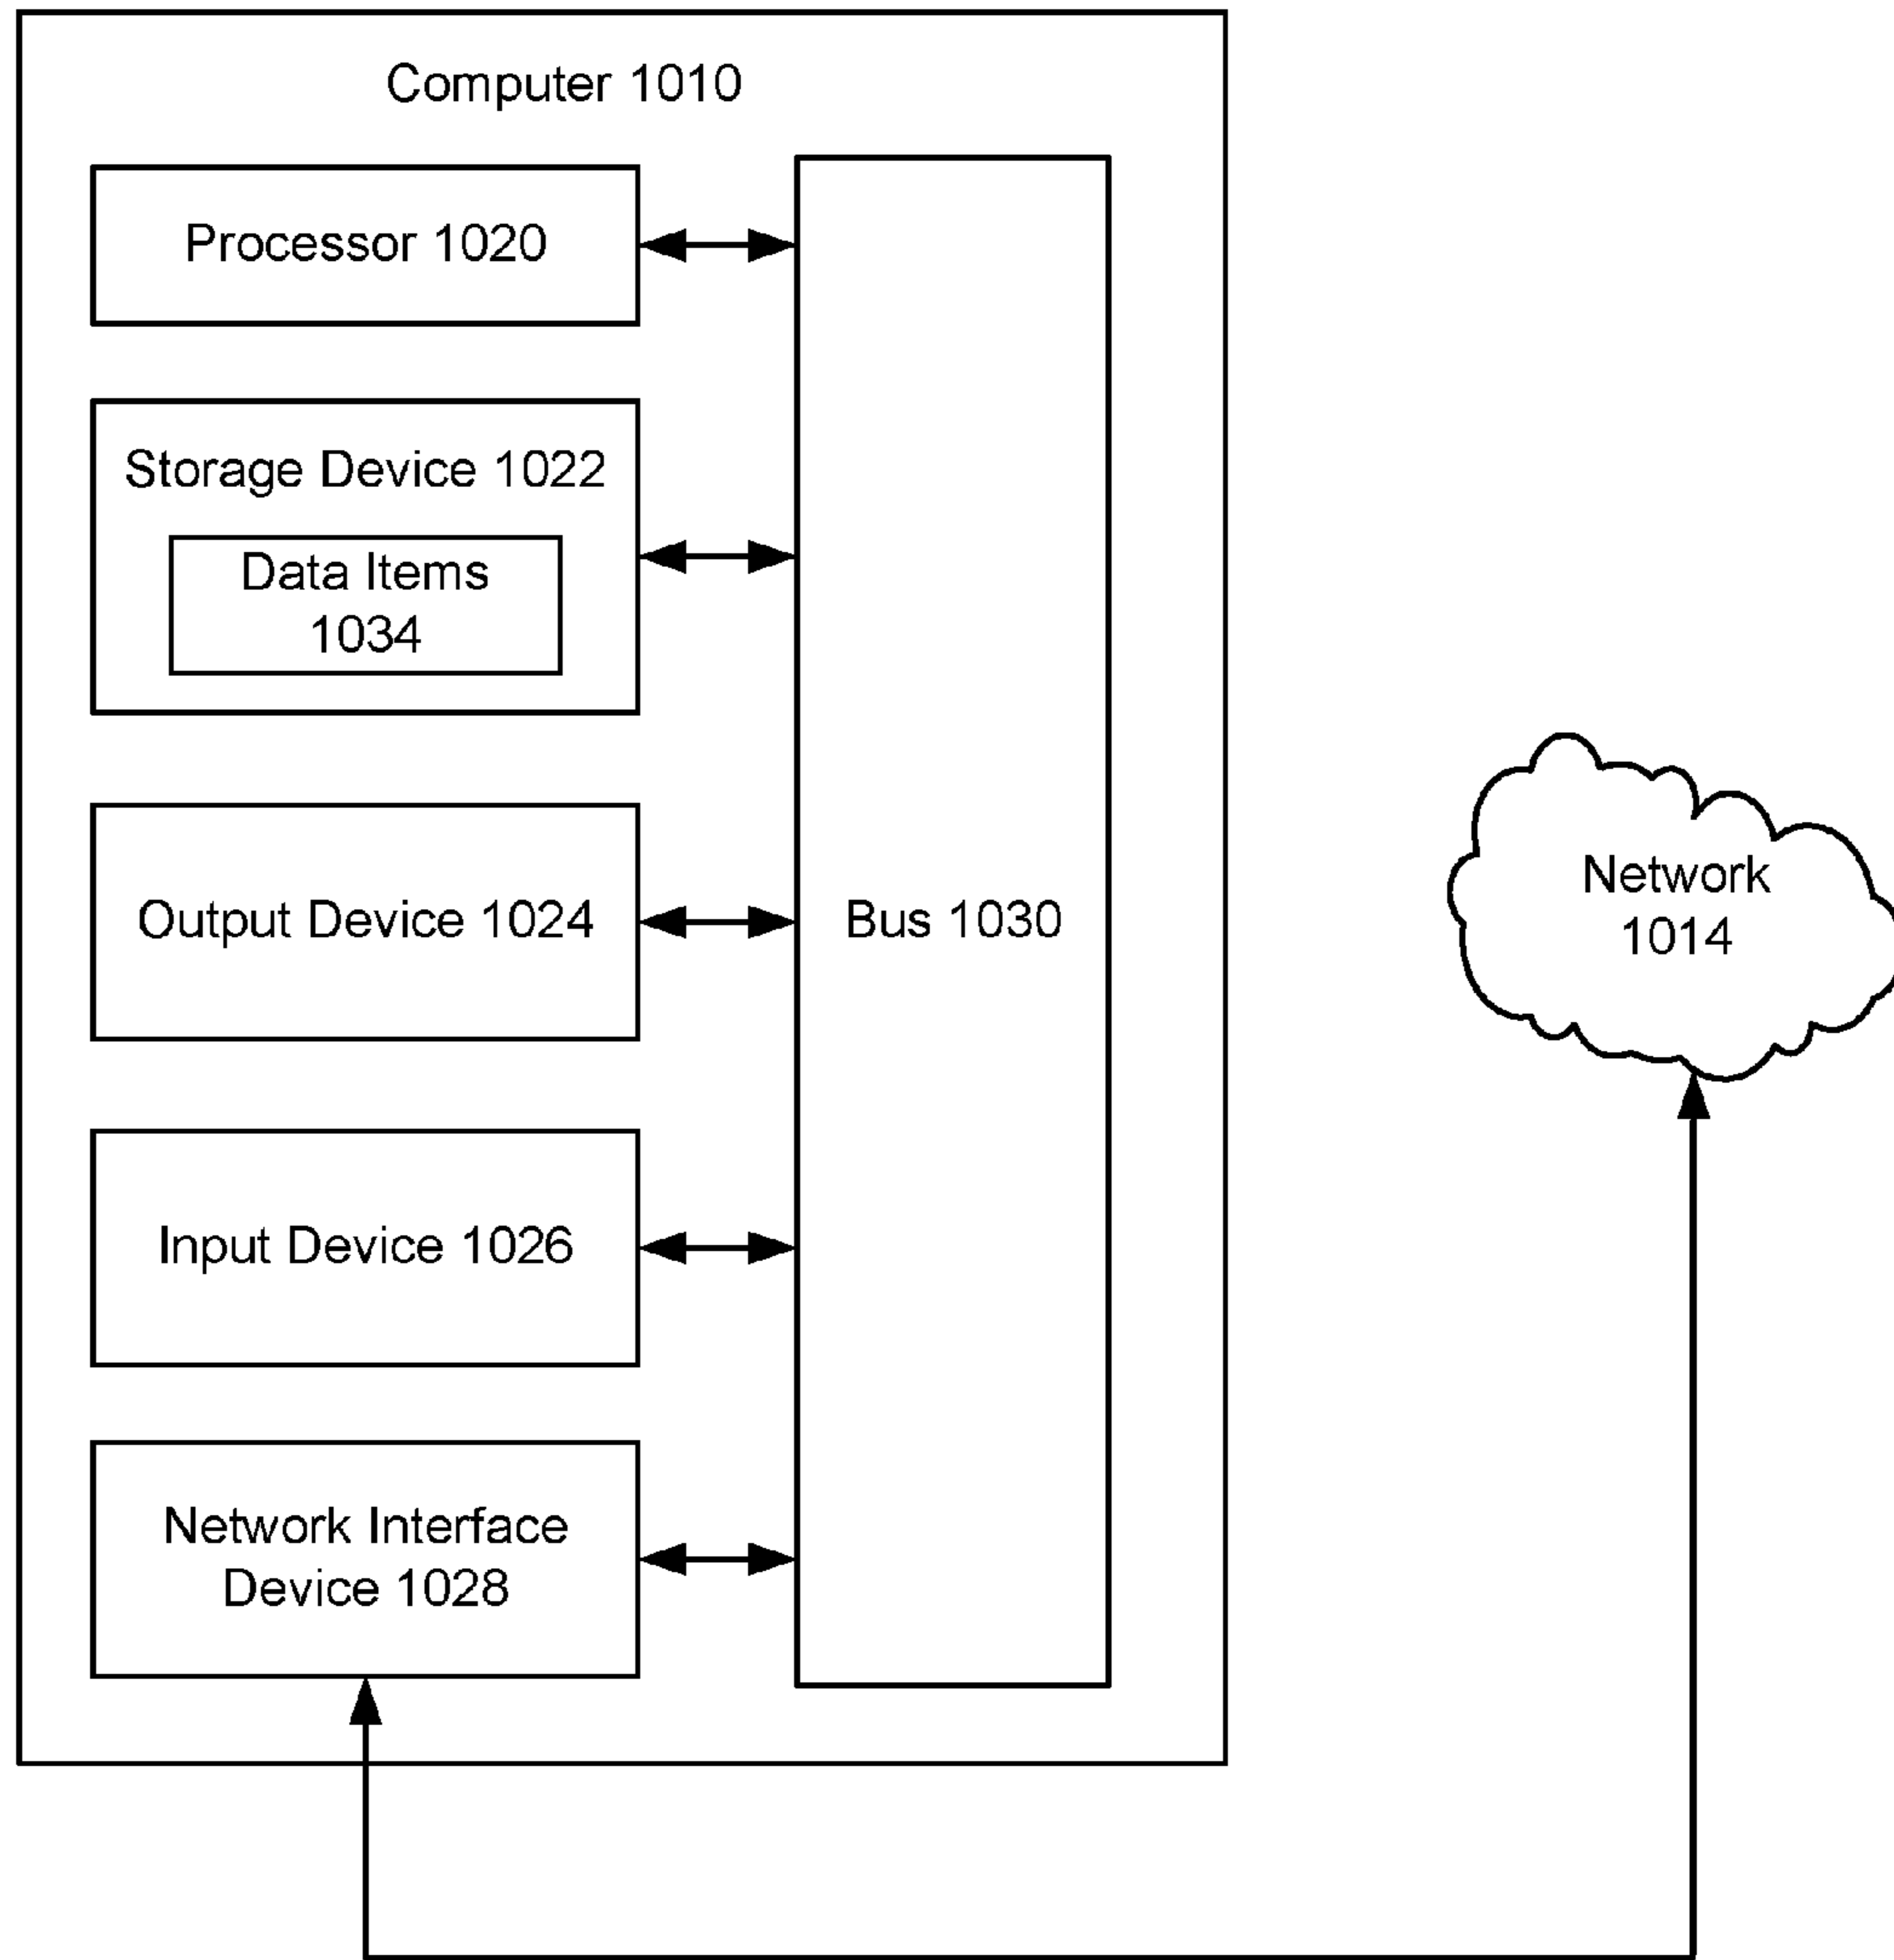 Computer 1010
Processor 1020
Storage Device 1022
Data Items
1034
Output Device 1024
Bus 1030
Input Device 1026
Network Interface
Device 1028
Network
1014